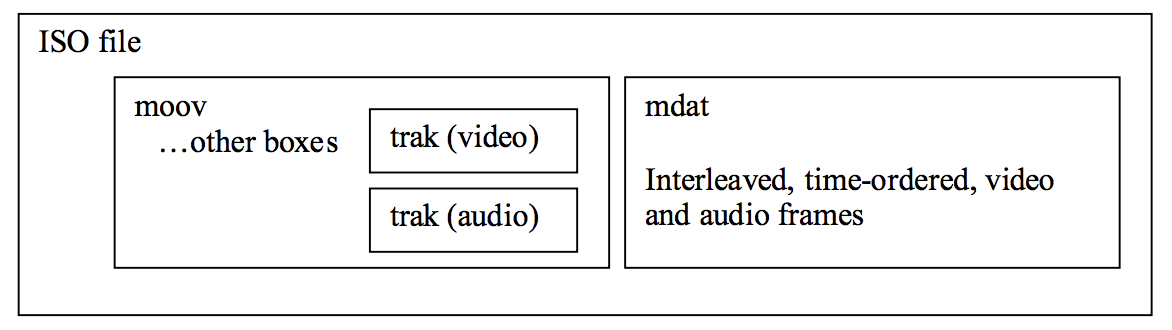 ISO file
moov
…other boxes
trak (video)
trak (audio)
mdat
Interleaved, time-ordered, video
and audio frames